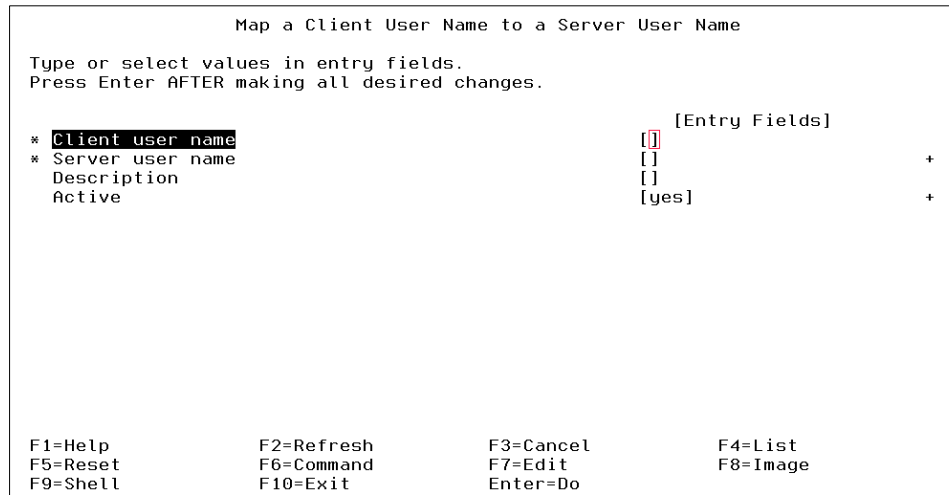 Map a Client User Name to a Server User Name
Type or select values in entry fields.
Press Enter AFTER making all desired changes.
[Entry Fields]
* Client user name []
* Server user name [] +
Description []
Active [yes] +
F1=Help F2=Refresh F3=Cancel F4=List
F5=Reset F6=Command F7=Edit F8=Image
F9=Shell F10=Exit Enter=Do